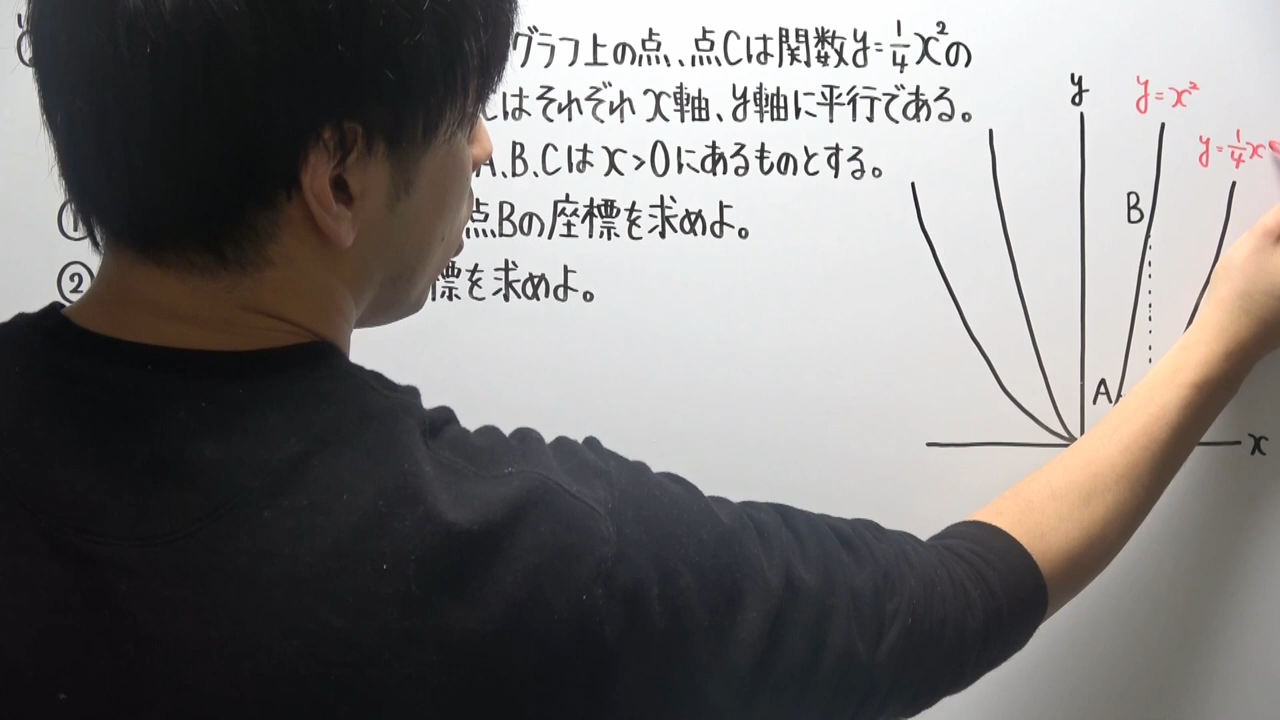 グラフ上の点、点Cは関数y=1/4x²の
はそれぞれx軸、y軸に平行である。
A.B.Cはx>0にあるものとする。
① 点Bの座標を求めよ。
② 標を求めよ。
y
y=x²
y=1/4x
B
A
x